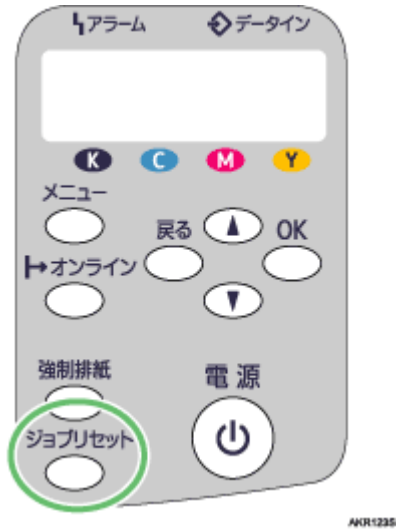 アラーム データイン
K C M Y
メニュー
戻る ▲ OK
オンライン
▼
強制排紙 電源
ジョブリセット
AKR123S